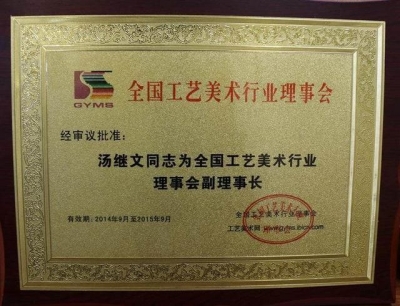 GYMS
全国工艺美术行业理事会
经审议批准：
汤继文同志为全国工艺美术行业
理事会副理事长
有效期：2014年9月至2015年9月
全国工艺美术行业理事会
工艺美术网